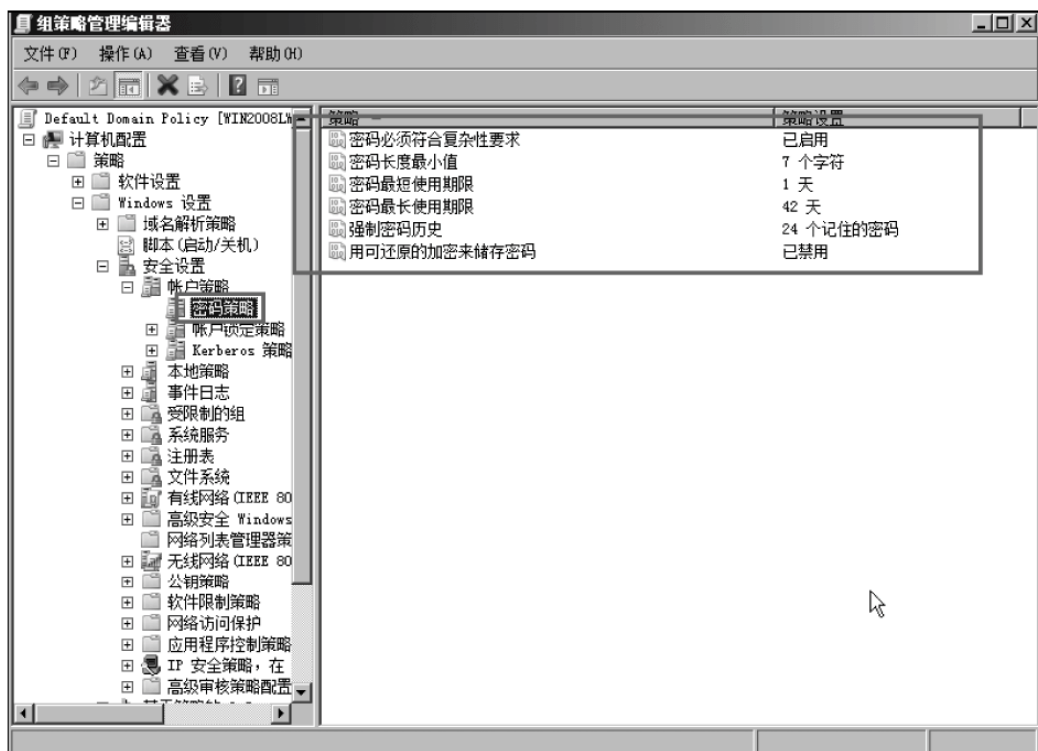 组策略管理编辑器
文件(F) 操作(A) 查看(V) 帮助(H)
Default Domain Policy [WIN2008LW
计算机配置
策略
软件设置
Windows 设置
域名解析策略
脚本(启动/关机)
安全设置
帐户策略
密码策略
帐户锁定策略
Kerberos 策略
本地策略
事件日志
受限制的组
系统服务
注册表
文件系统
有线网络(IEEE 80
高级安全 Windows
网络列表管理器策
无线网络(IEEE 80
公钥策略
软件限制策略
网络访问保护
应用程序控制策略
IP 安全策略，在
高级审核策略配置
策略 策略设置
密码必须符合复杂性要求 已启用
密码长度最小值 7 个字符
密码最短使用期限 1 天
密码最长使用期限 42 天
强制密码历史 24 个记住的密码
用可还原的加密来储存密码 已禁用